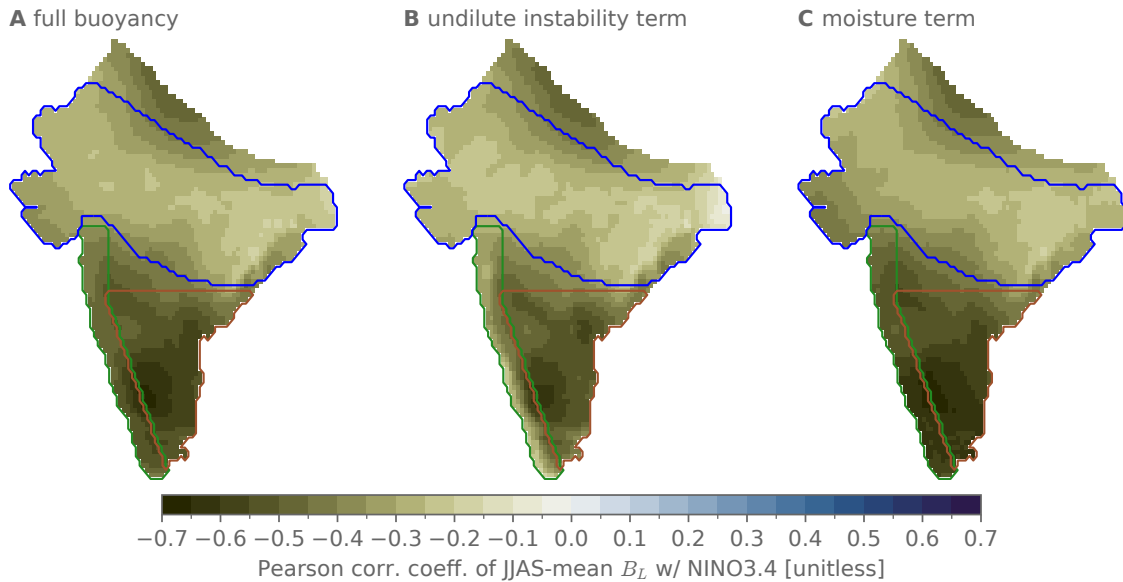 A full buoyancy
B undilute instability term
C moisture term
−0.7 −0.6 −0.5 −0.4 −0.3 −0.2 −0.1 0.0 0.1 0.2 0.3 0.4 0.5 0.6 0.7
Pearson corr. coeff. of JJAS-mean B_L w/ NINO3.4 [unitless]